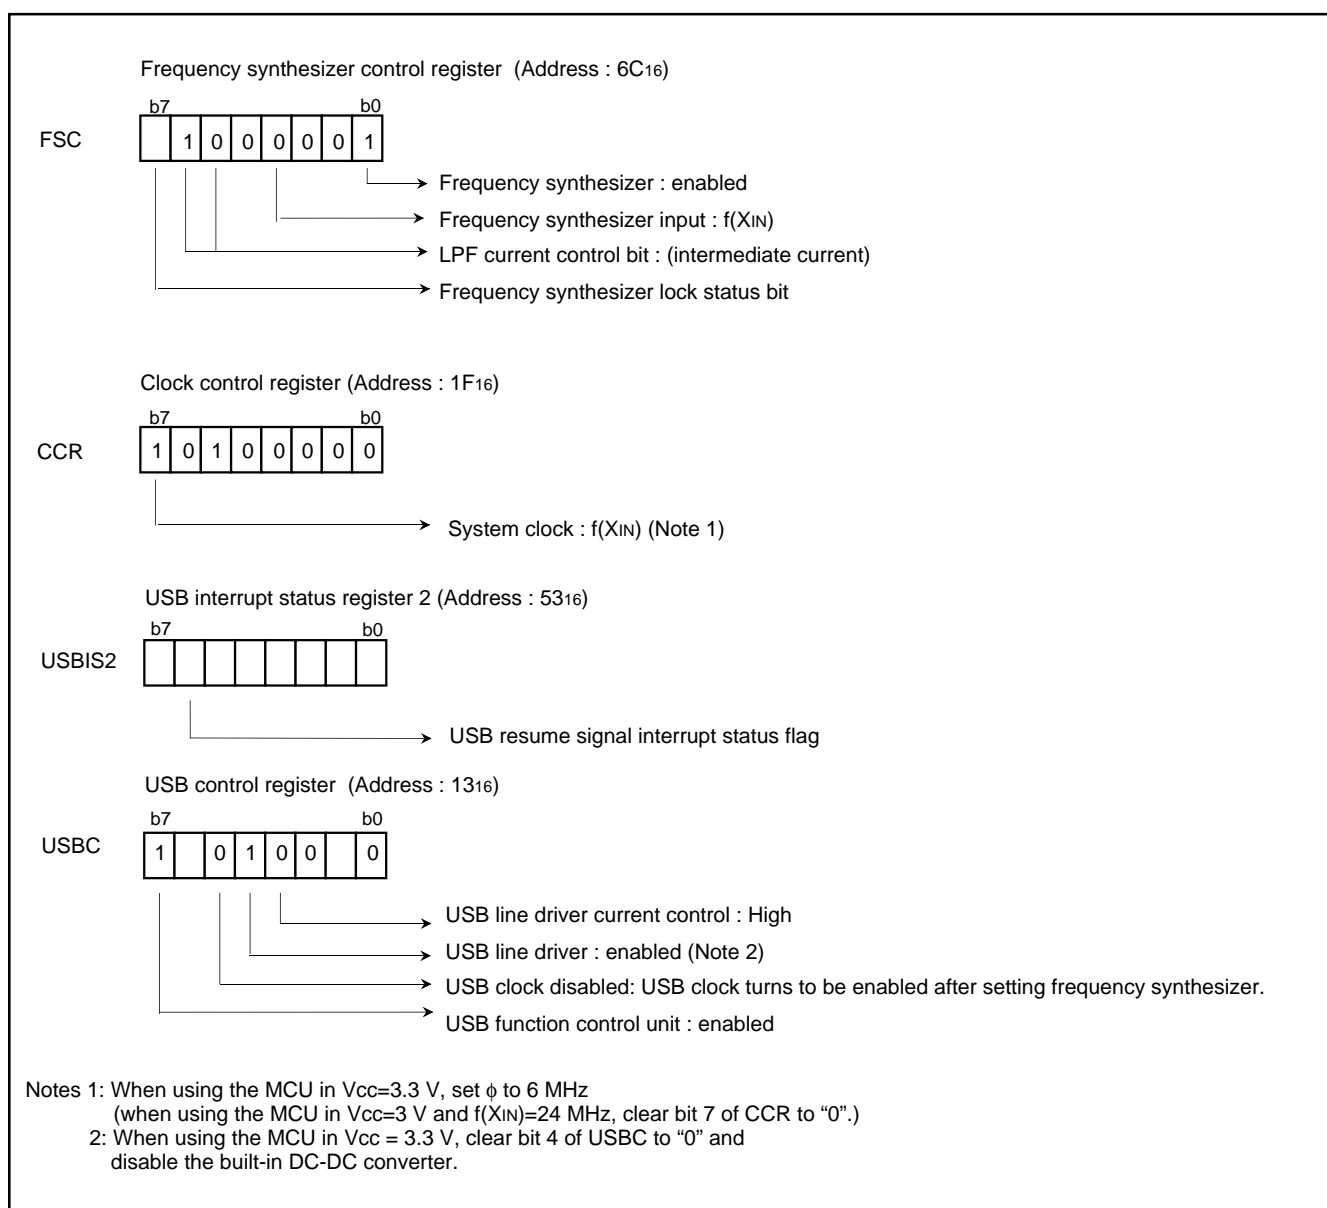 Frequency synthesizer control register (Address : 6C16)
b7 b0
FSC 1 0 0 0 0 0 1
Frequency synthesizer : enabled
Frequency synthesizer input : f(XIN)
LPF current control bit : (intermediate current)
Frequency synthesizer lock status bit
Clock control register (Address : 1F16)
b7 b0
CCR 1 0 1 0 0 0 0 0
System clock : f(XIN) (Note 1)
USB interrupt status register 2 (Address : 5316)
b7 b0
USBIS2
USB resume signal interrupt status flag
USB control register (Address : 1316)
b7 b0
USBC 1 0 1 0 0 0
USB line driver current control : High
USB line driver : enabled (Note 2)
USB clock disabled: USB clock turns to be enabled after setting frequency synthesizer.
USB function control unit : enabled
Notes 1: When using the MCU in Vcc=3.3 V, set ϕ to 6 MHz
(when using the MCU in Vcc=3 V and f(XIN)=24 MHz, clear bit 7 of CCR to “0”.)
2: When using the MCU in Vcc = 3.3 V, clear bit 4 of USBC to “0” and
disable the built-in DC-DC converter.